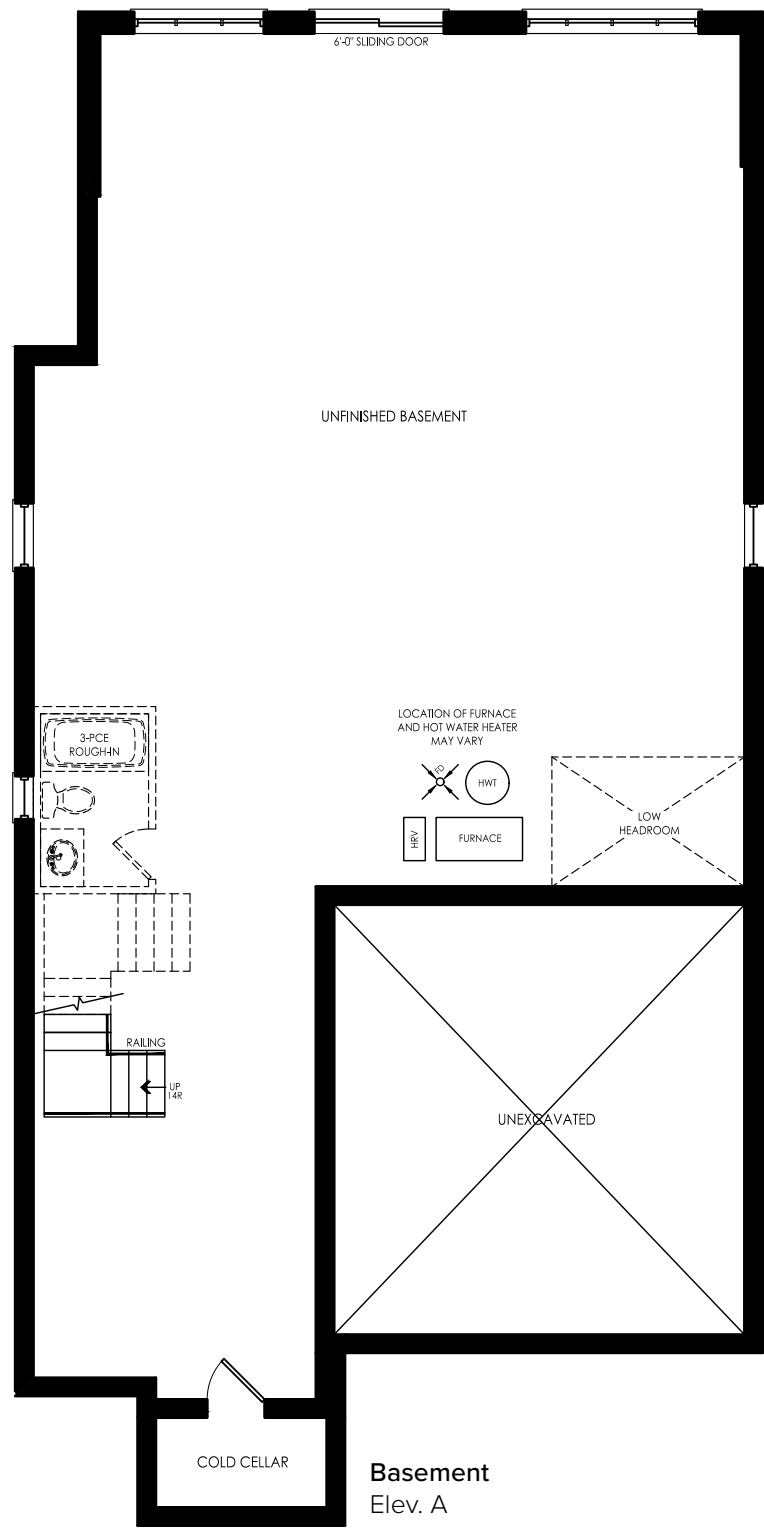 6'-0" SLIDING DOOR
UNFINISHED BASEMENT
LOCATION OF FURNACE
AND HOT WATER HEATER
MAY VARY
3-PCE
ROUGH-IN
FD
HWT
HRV
FURNACE
LOW
HEADROOM
RAILING
UP
14R
UNEXCAVATED
COLD CELLAR
Basement
Elev. A